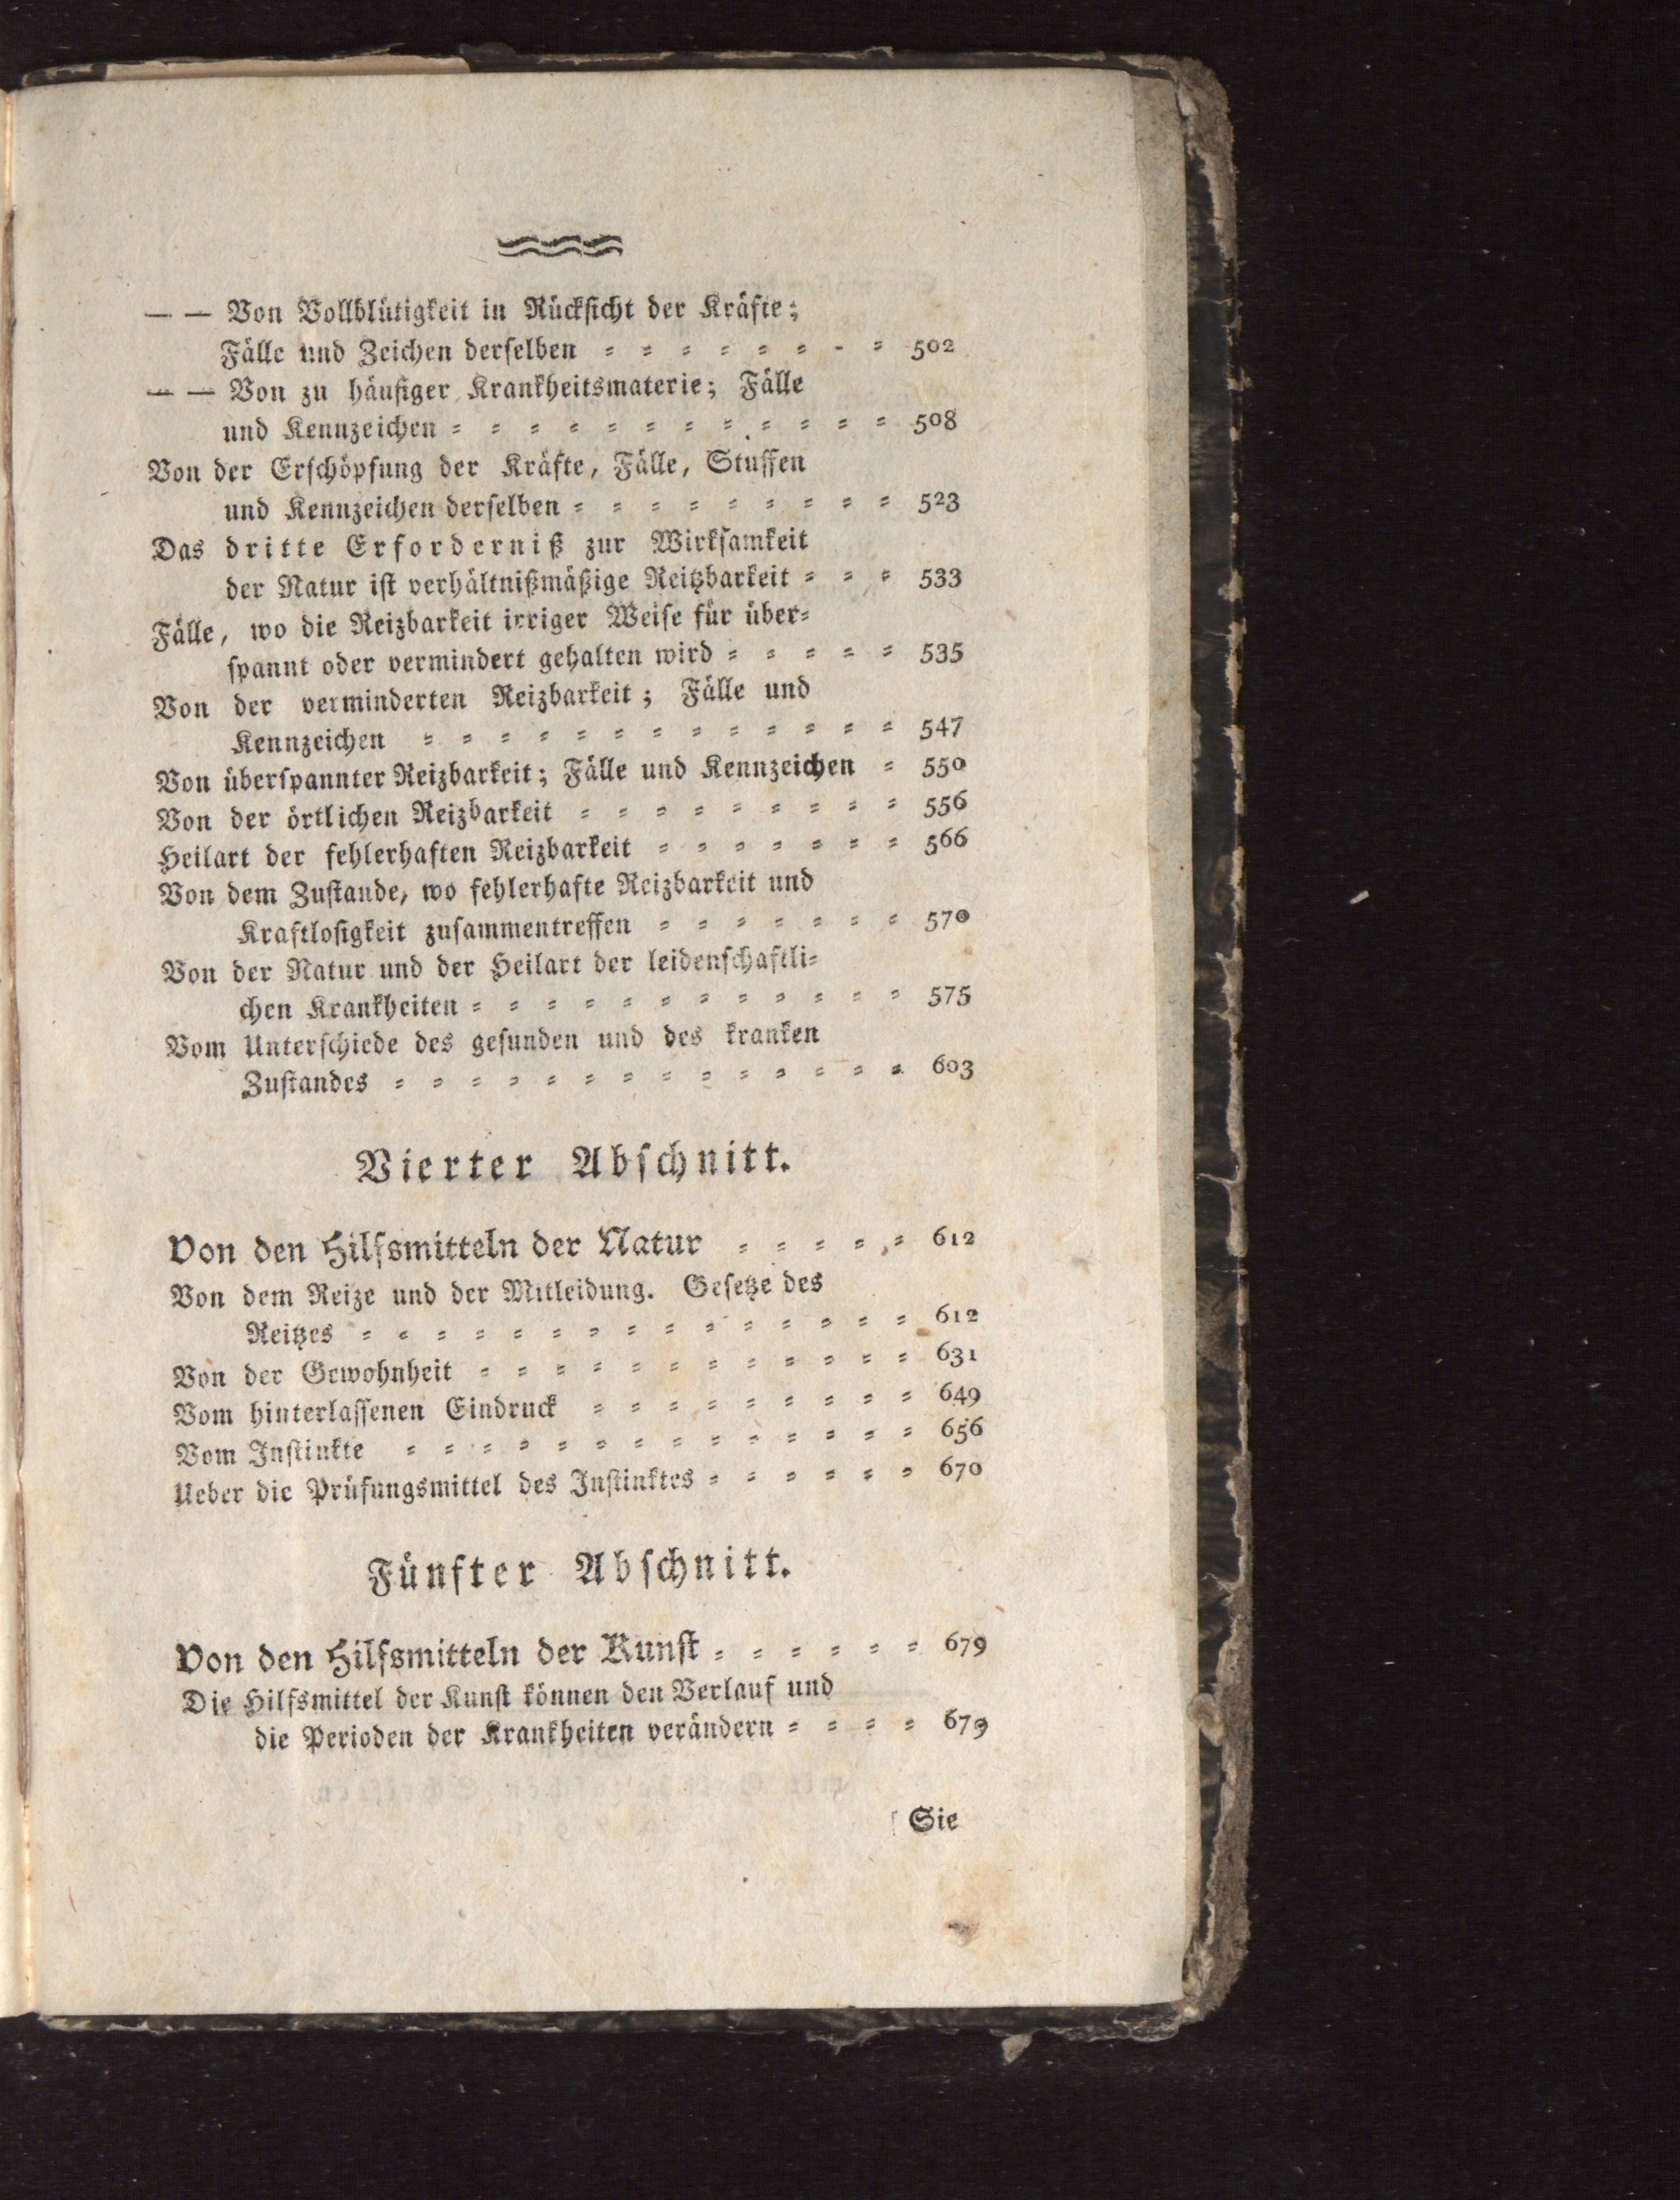 — — Von Vollblütigkeit in Rücksicht der Kräfte;
Fälle und Zeichen derselben = = = = = = - = 502
— — Von zu häufiger Krankheitsmaterie; Fälle
und Kennzeichen = = = = = = = = = = = = 508
Von der Erschöpfung der Kräfte, Fälle, Stuffen
und Kennzeichen derselben = = = = = = = = = 523
Das dritte Erforderniß zur Wirksamkeit
der Natur ist verhältnißmäßige Reitzbarkeit = = = 533
Fälle, wo die Reizbarkeit irriger Weise für über=
spannt oder vermindert gehalten wird = = = = = 535
Von der verminderten Reizbarkeit; Fälle und
Kennzeichen = = = = = = = = = = = = = 547
Von überspannter Reizbarkeit; Fälle und Kennzeichen = 550
Von der örtlichen Reizbarkeit = = = = = = = = = 556
Heilart der fehlerhaften Reizbarkeit = = = = = = = 566
Von dem Zustande, wo fehlerhafte Reizbarkeit und
Kraftlosigkeit zusammentreffen = = = = = = = 570
Von der Natur und der Heilart der leidenschaftli=
chen Krankheiten = = = = = = = = = = = = 575
Vom Unterschiede des gesunden und des kranken
Zustandes = = = = = = = = = = = = = = 603
Vierter Abschnitt.
Von den Hilfsmitteln der Natur = = = = = 612
Von dem Reize und der Mitleidung. Gesetze des
Reitzes = = = = = = = = = = = = = = = 612
Von der Gewohnheit = = = = = = = = = = = = 631
Vom hinterlassenen Eindruck = = = = = = = = = 649
Vom Instinkte = = = = = = = = = = = = = = 656
Ueber die Prüfungsmittel des Instinktes = = = = = = 670
Fünfter Abschnitt.
Von den Hilfsmitteln der Kunst = = = = = = 679
Die Hilfsmittel der Kunst können den Verlauf und
die Perioden der Krankheiten verändern = = = = 679
Sie